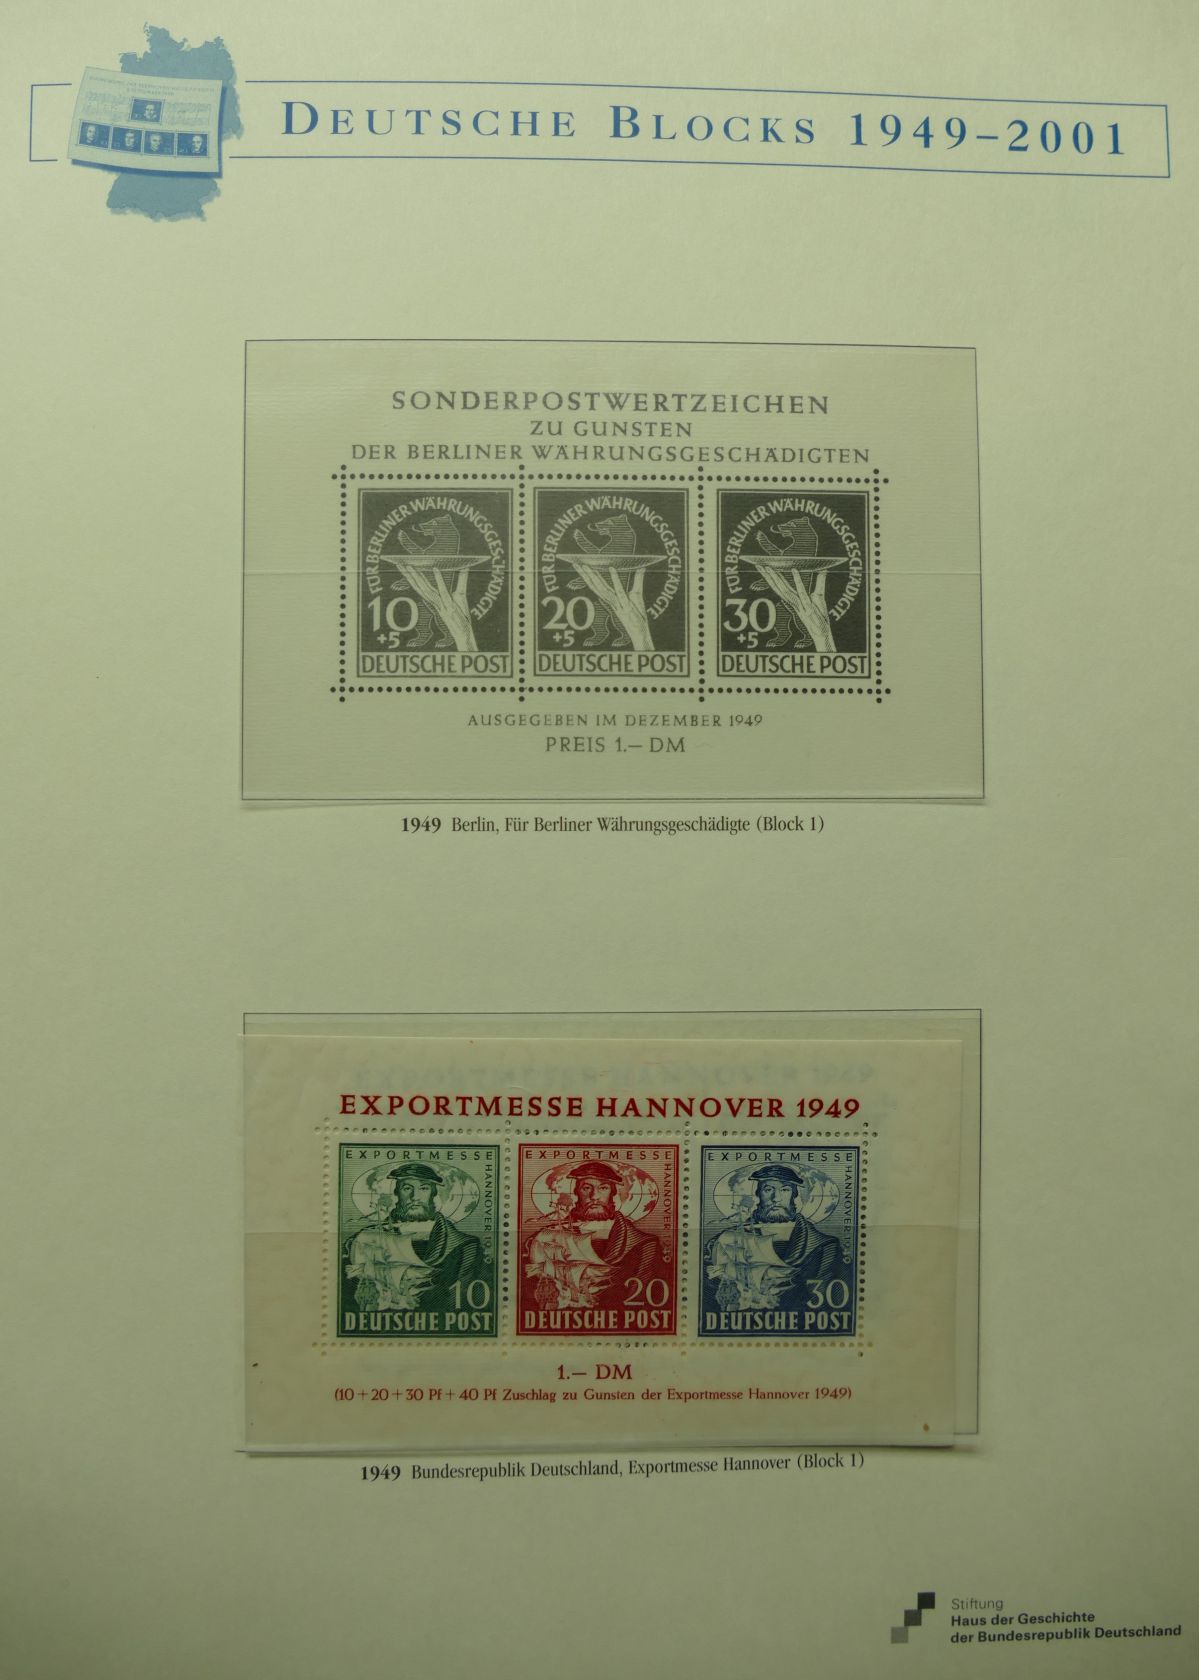 DEUTSCHE BLOCKS 1949–2001
SONDERPOSTWERTZEICHEN
ZU GUNSTEN
DER BERLINER WÄHRUNGSGESCHÄDIGTEN
FÜR BERLINER WÄHRUNGSGESCHÄDIGTE
10
+5
DEUTSCHE POST
FÜR BERLINER WÄHRUNGSGESCHÄDIGTE
20
+5
DEUTSCHE POST
FÜR BERLINER WÄHRUNGSGESCHÄDIGTE
30
+5
DEUTSCHE POST
AUSGEGEBEN IM DEZEMBER 1949
PREIS 1.— DM
1949 Berlin, Für Berliner Währungsgeschädigte (Block 1)
EXPORTMESSE HANNOVER 1949
EXPORTMESSE
HANNOVER 1949
10
DEUTSCHE POST
EXPORTMESSE
HANNOVER 1949
20
DEUTSCHE POST
EXPORTMESSE
HANNOVER 1949
30
DEUTSCHE POST
1.— DM
(10 + 20 + 30 Pf + 40 Pf Zuschlag zu Gunsten der Exportmesse Hannover 1949)
1949 Bundesrepublik Deutschland, Exportmesse Hannover (Block 1)
Stiftung
Haus der Geschichte
der Bundesrepublik Deutschland